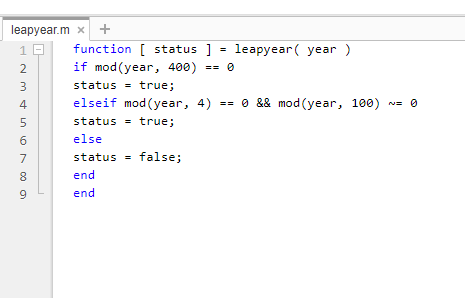 leapyear.m × +
1 function [ status ] = leapyear( year )
2 if mod(year, 400) == 0
3 status = true;
4 elseif mod(year, 4) == 0 && mod(year, 100) ~= 0
5 status = true;
6 else
7 status = false;
8 end
9 end